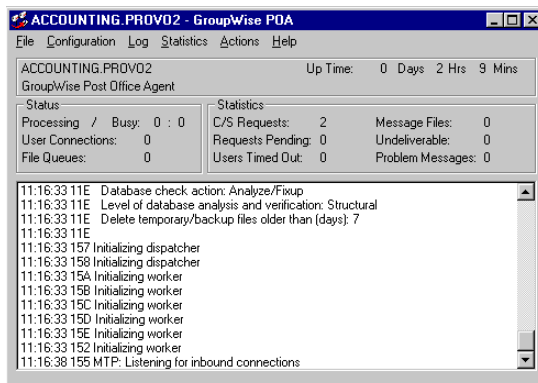 ACCOUNTING.PROVO2 - GroupWise POA
File Configuration Log Statistics Actions Help
ACCOUNTING.PROVO2 Up Time: 0 Days 2 Hrs 9 Mins
GroupWise Post Office Agent
Status Statistics
Processing / Busy: 0 : 0 C/S Requests: 2 Message Files: 0
User Connections: 0 Requests Pending: 0 Undeliverable: 0
File Queues: 0 Users Timed Out: 0 Problem Messages: 0
11:16:33 11E Database check action: Analyze/Fixup
11:16:33 11E Level of database analysis and verification: Structural
11:16:33 11E Delete temporary/backup files older than (days): 7
11:16:33 11E
11:16:33 157 Initializing dispatcher
11:16:33 158 Initializing dispatcher
11:16:33 15A Initializing worker
11:16:33 15B Initializing worker
11:16:33 15C Initializing worker
11:16:33 15D Initializing worker
11:16:33 15E Initializing worker
11:16:33 152 Initializing worker
11:16:38 155 MTP: Listening for inbound connections